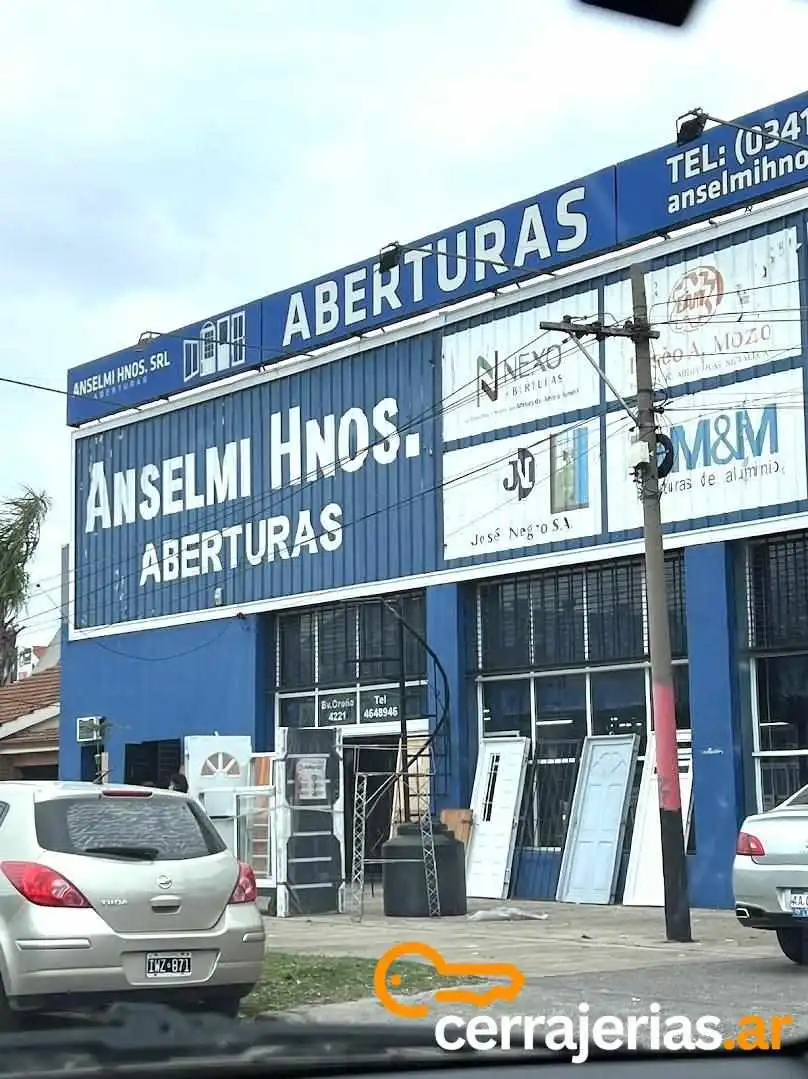 ANSELMI HNOS. SRL
ABERTURAS
ABERTURAS
TEL: (0341
anselmihno
ANSELMI HNOS.
ABERTURAS
NEXO
ABERTURAS
José Negro S.A.
M&M
uras de aluminio
Bv.Oroño
4221
Tel
4648946
TIIDA
IWZ 871
cerrajerias.ar